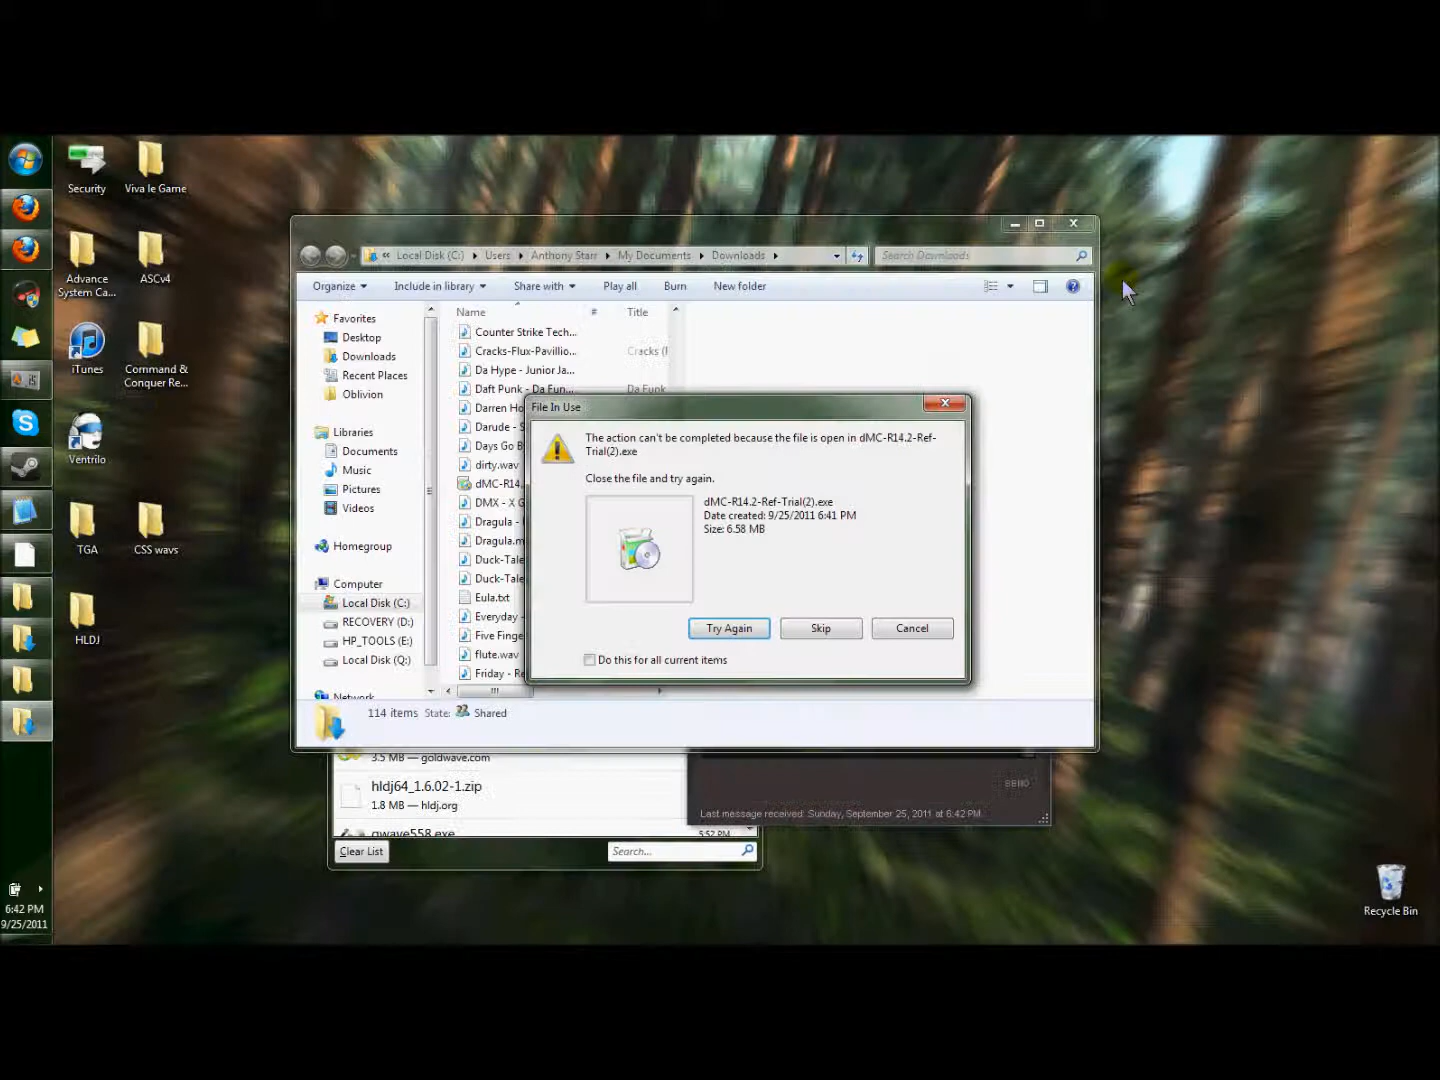 Security
Viva le Game
Advance
System Ca...
ASCv4
iTunes
Command &
Conquer Re...
Ventrilo
TGA
CSS wavs
HLDJ
6:42 PM
9/25/2011
Recycle Bin
« Local Disk (C:) ▸ Users ▸ Anthony Starr ▸ My Documents ▸ Downloads ▸
Search Downloads
Organize
Include in library
Share with
Play all
Burn
New folder
Favorites
Desktop
Downloads
Recent Places
Oblivion
Libraries
Documents
Music
Pictures
Videos
Homegroup
Computer
Local Disk (C:)
RECOVERY (D:)
HP_TOOLS (E:)
Local Disk (Q:)
Network
Name
#
Title
Counter Strike Tech...
Cracks-Flux-Pavillio...
Cracks (
Da Hype - Junior Ja...
Daft Punk - Da Fun...
Da Funk
Darren Ho
Darude - S
Days Go B
dirty.wav
dMC-R14.
DMX - X G
Dragula -
Dragula.m
Duck-Tale
Duck-Tale
Eula.txt
Everyday -
Five Finge
flute.wav
Friday - Re
114 items
State:
Shared
File In Use
The action can't be completed because the file is open in dMC-R14.2-Ref-
Trial(2).exe
Close the file and try again.
dMC-R14.2-Ref-Trial(2).exe
Date created: 9/25/2011 6:41 PM
Size: 6.58 MB
Try Again
Skip
Cancel
Do this for all current items
3.5 MB — goldwave.com
hldj64_1.6.02-1.zip
1.8 MB — hldj.org
gwave558.exe
5:52 PM
Clear List
Search...
SEND
Last message received: Sunday, September 25, 2011 at 6:42 PM